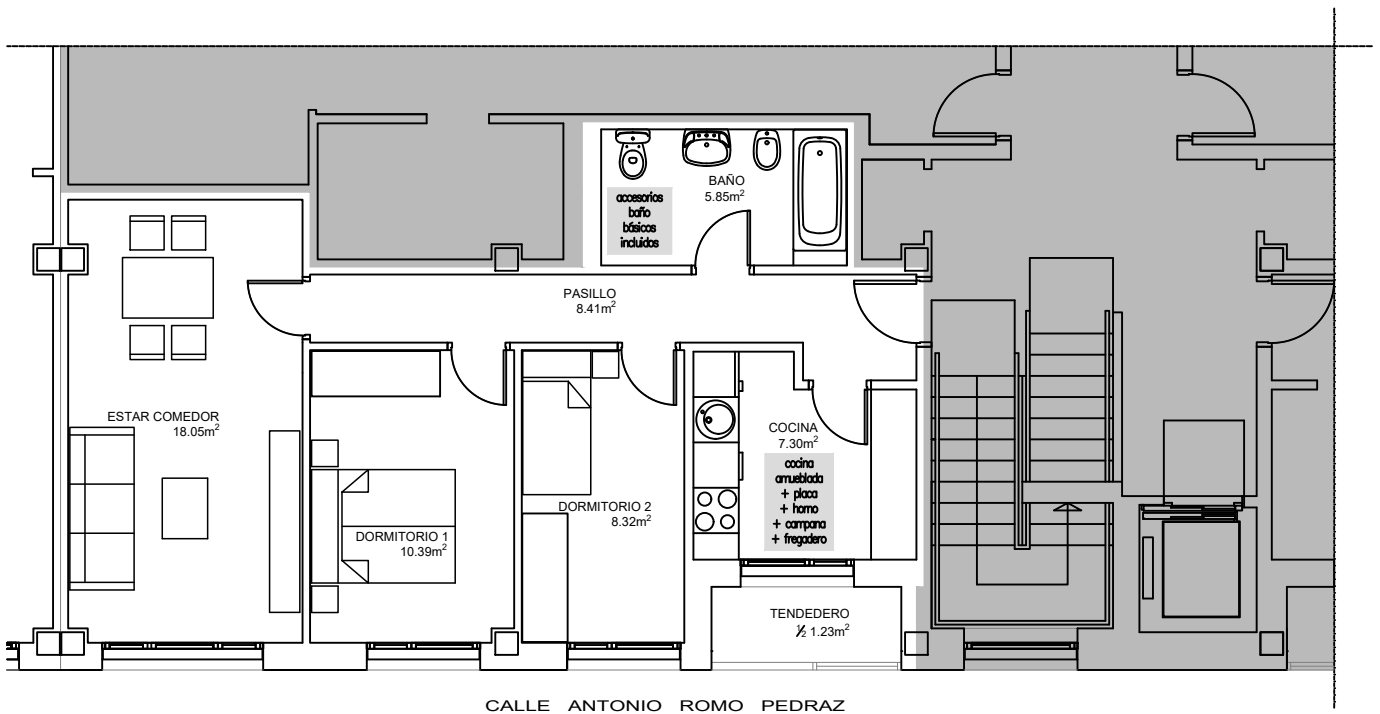 BAÑO
5.85m²
accesorios
baño
básicos
incluidos
PASILLO
8.41m²
ESTAR COMEDOR
18.05m²
COCINA
7.30m²
cocina
amueblada
+ placa
+ horno
+ campana
+ fregadero
DORMITORIO 2
8.32m²
DORMITORIO 1
10.39m²
TENDEDERO
½ 1.23m²
CALLE ANTONIO ROMO PEDRAZ